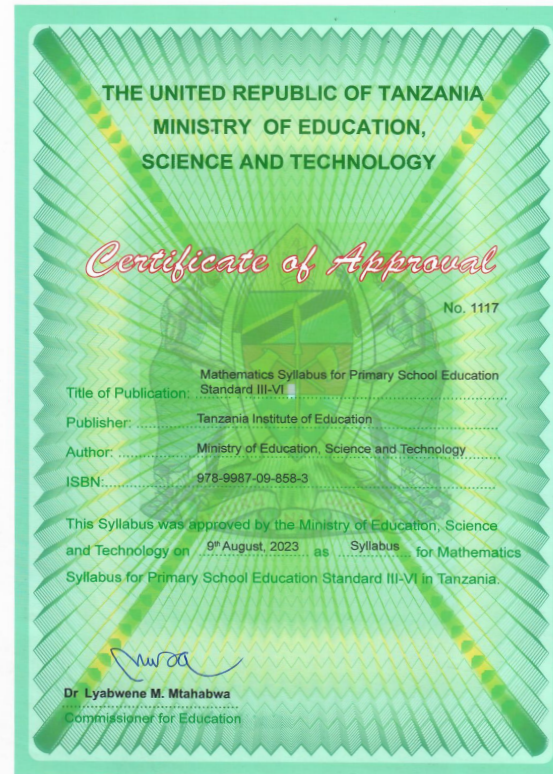 THE UNITED REPUBLIC OF TANZANIA
MINISTRY OF EDUCATION,
SCIENCE AND TECHNOLOGY
Certificate of Approval
No. 1117
Title of Publication: Mathematics Syllabus for Primary School Education
Standard III-VI
Publisher: Tanzania Institute of Education
Author: Ministry of Education, Science and Technology
ISBN: 978-9987-09-858-3
This Syllabus was approved by the Ministry of Education, Science
and Technology on 9th August, 2023 as Syllabus for Mathematics
Syllabus for Primary School Education Standard III-VI in Tanzania.
Dr Lyabwene M. Mtahabwa
Commissioner for Education